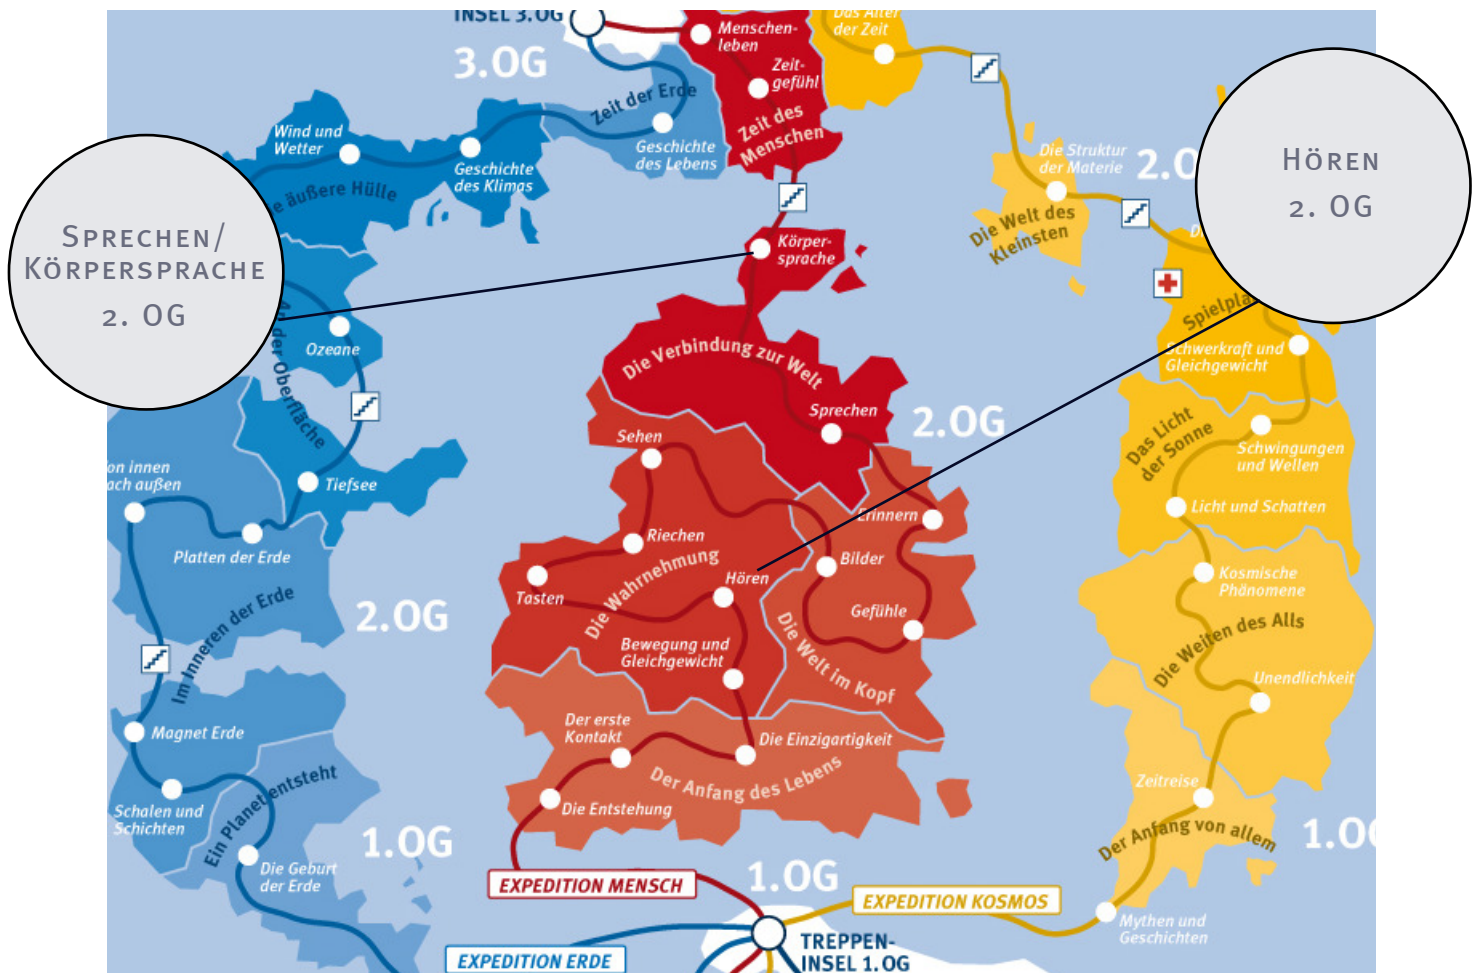 INSEL 3.OG
3.OG
Menschen-
leben
Zeit-
gefühl
Zeit des
Menschen
Das Alter
der Zeit
Zeit der Erde
Geschichte
des Lebens
Wind und
Wetter
Geschichte
des Klimas
äußere Hülle
Die Struktur
der Materie
Die Welt des
Kleinsten
2.O
HÖREN
2. OG
SPRECHEN/
KÖRPERSPRACHE
2. OG
Körper-
sprache
Die Verbindung zur Welt
Sprechen
2.OG
Ozeane
An der Oberfläche
Tiefsee
on innen
ach außen
Platten der Erde
Im Inneren der Erde
2.OG
Magnet Erde
Schalen und
Schichten
Ein Planet entsteht
1.OG
Die Geburt
der Erde
Sehen
Riechen
Tasten
Die Wahrnehmung
Hören
Bewegung und
Gleichgewicht
Erinnern
Bilder
Gefühle
Die Welt im Kopf
Der erste
Kontakt
Die Einzigartigkeit
Der Anfang des Lebens
Die Entstehung
Spielpla
Schwerkraft und
Gleichgewicht
Das Licht
der Sonne
Schwingungen
und Wellen
Licht und Schatten
Kosmische
Phänomene
Die Weiten des Alls
Unendlichkeit
Zeitreise
Der Anfang von allem
1.OG
Mythen und
Geschichten
EXPEDITION MENSCH
1.OG
EXPEDITION KOSMOS
EXPEDITION ERDE
TREPPEN-
INSEL 1.OG